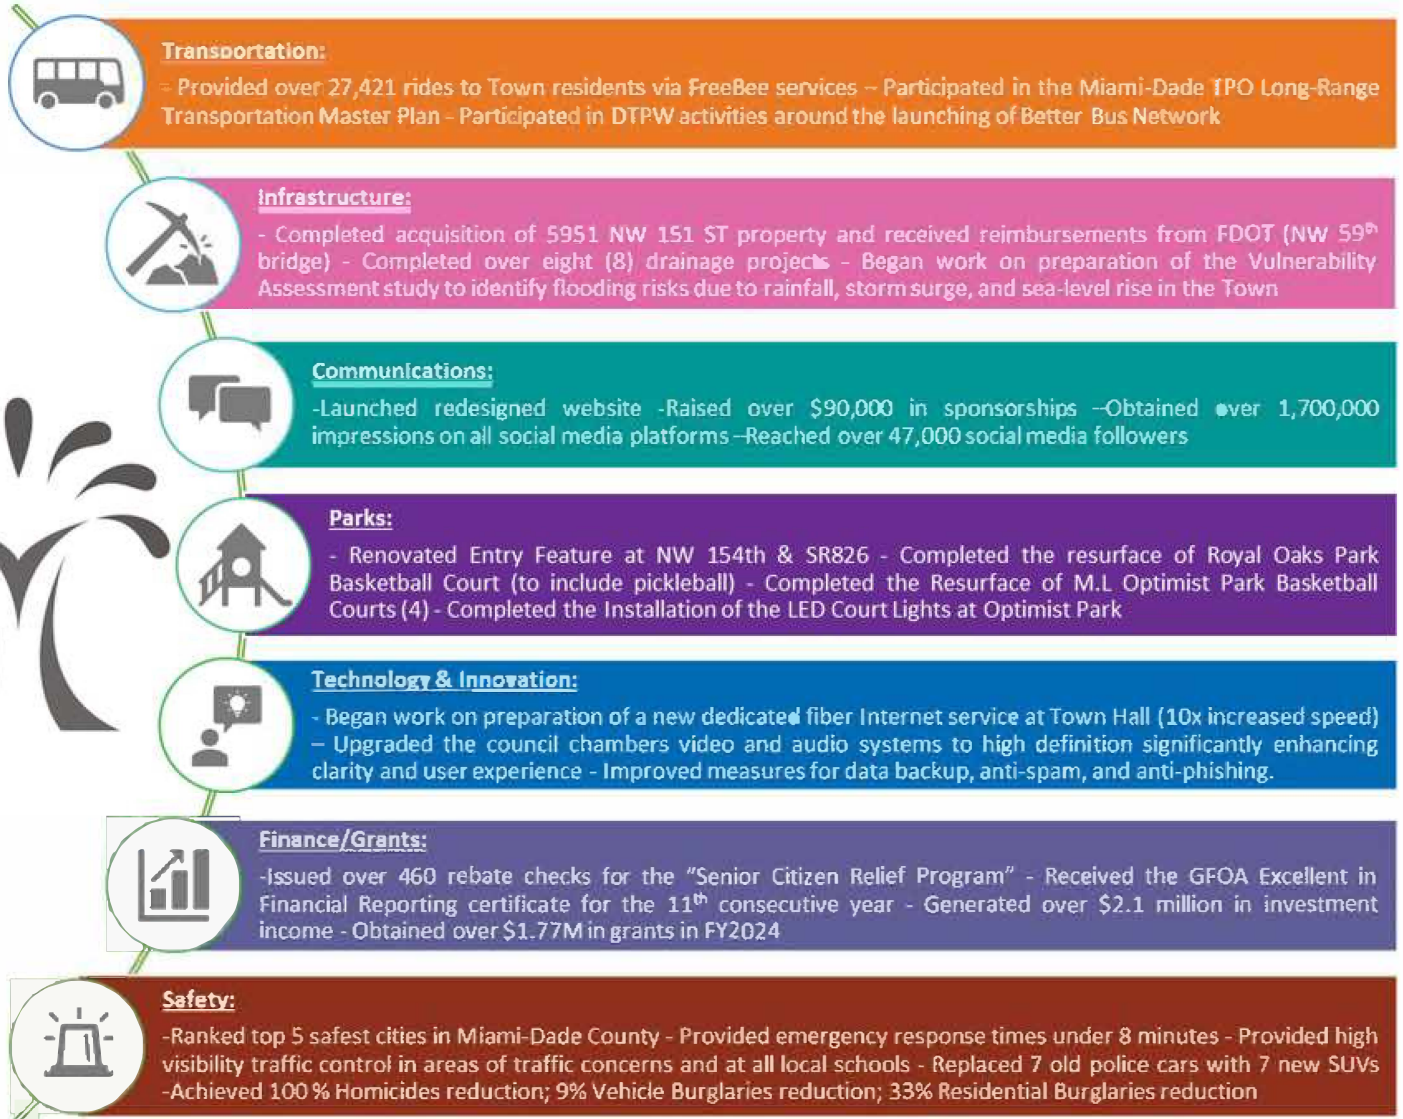 Transportation:
- Provided over 27,421 rides to Town residents via FreeBee services – Participated in the Miami-Dade TPO Long-Range
Transportation Master Plan - Participated in DTPW activities around the launching of Better Bus Network
Infrastructure:
- Completed acquisition of 5951 NW 151 ST property and received reimbursements from FDOT (NW 59th
bridge) - Completed over eight (8) drainage projects - Began work on preparation of the Vulnerability
Assessment study to identify flooding risks due to rainfall, storm surge, and sea-level rise in the Town
Communications:
-Launched redesigned website -Raised over $90,000 in sponsorships –Obtained over 1,700,000
impressions on all social media platforms –Reached over 47,000 social media followers
Parks:
- Renovated Entry Feature at NW 154th & SR826 - Completed the resurface of Royal Oaks Park
Basketball Court (to include pickleball) - Completed the Resurface of M.L Optimist Park Basketball
Courts (4) - Completed the Installation of the LED Court Lights at Optimist Park
Technology & Innovation:
- Began work on preparation of a new dedicated fiber Internet service at Town Hall (10x increased speed)
– Upgraded the council chambers video and audio systems to high definition significantly enhancing
clarity and user experience - Improved measures for data backup, anti-spam, and anti-phishing.
Finance/Grants:
-Issued over 460 rebate checks for the "Senior Citizen Relief Program" - Received the GFOA Excellent in
Financial Reporting certificate for the 11th consecutive year - Generated over $2.1 million in investment
income - Obtained over $1.77M in grants in FY2024
Safety:
-Ranked top 5 safest cities in Miami-Dade County - Provided emergency response times under 8 minutes - Provided high
visibility traffic control in areas of traffic concerns and at all local schools - Replaced 7 old police cars with 7 new SUVs
-Achieved 100% Homicides reduction; 9% Vehicle Burglaries reduction; 33% Residential Burglaries reduction